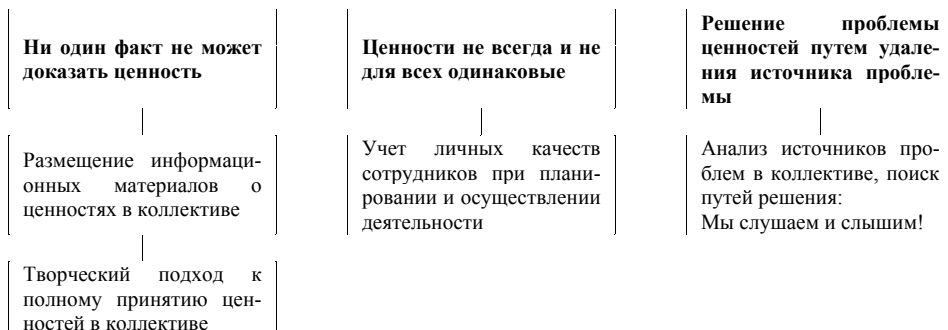 Ни один факт не может
доказать ценность
Размещение информаци-
онных материалов о
ценностях в коллективе
Творческий подход к
полному принятию цен-
ностей в коллективе
Ценности не всегда и не
для всех одинаковые
Учет личных качеств
сотрудников при плани-
ровании и осуществлении
деятельности
Решение проблемы
ценностей путем удале-
ния источника пробле-
мы
Анализ источников про-
блем в коллективе, поиск
путей решения:
Мы слушаем и слышим!